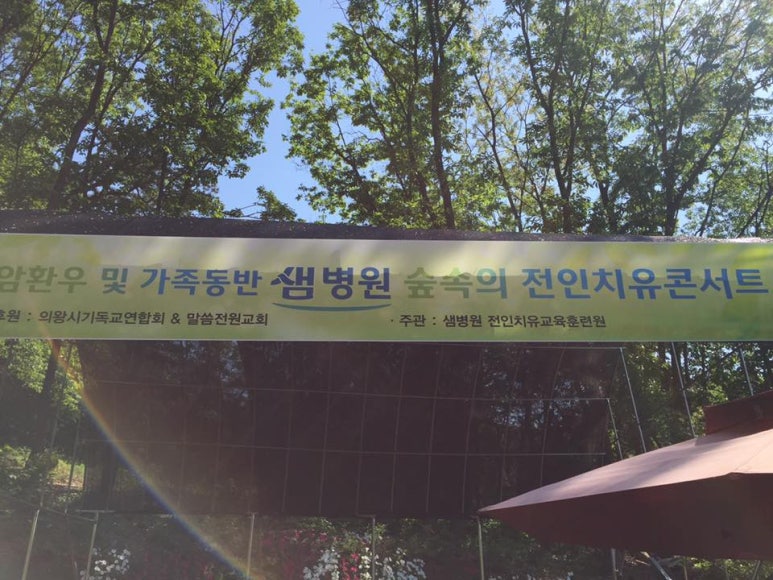 암환우 및 가족동반 샘병원 숲속의 전인치유콘서트
후원 : 의왕시기독교연합회 & 말씀전원교회 · 주관 : 샘병원 전인치유교육훈련원